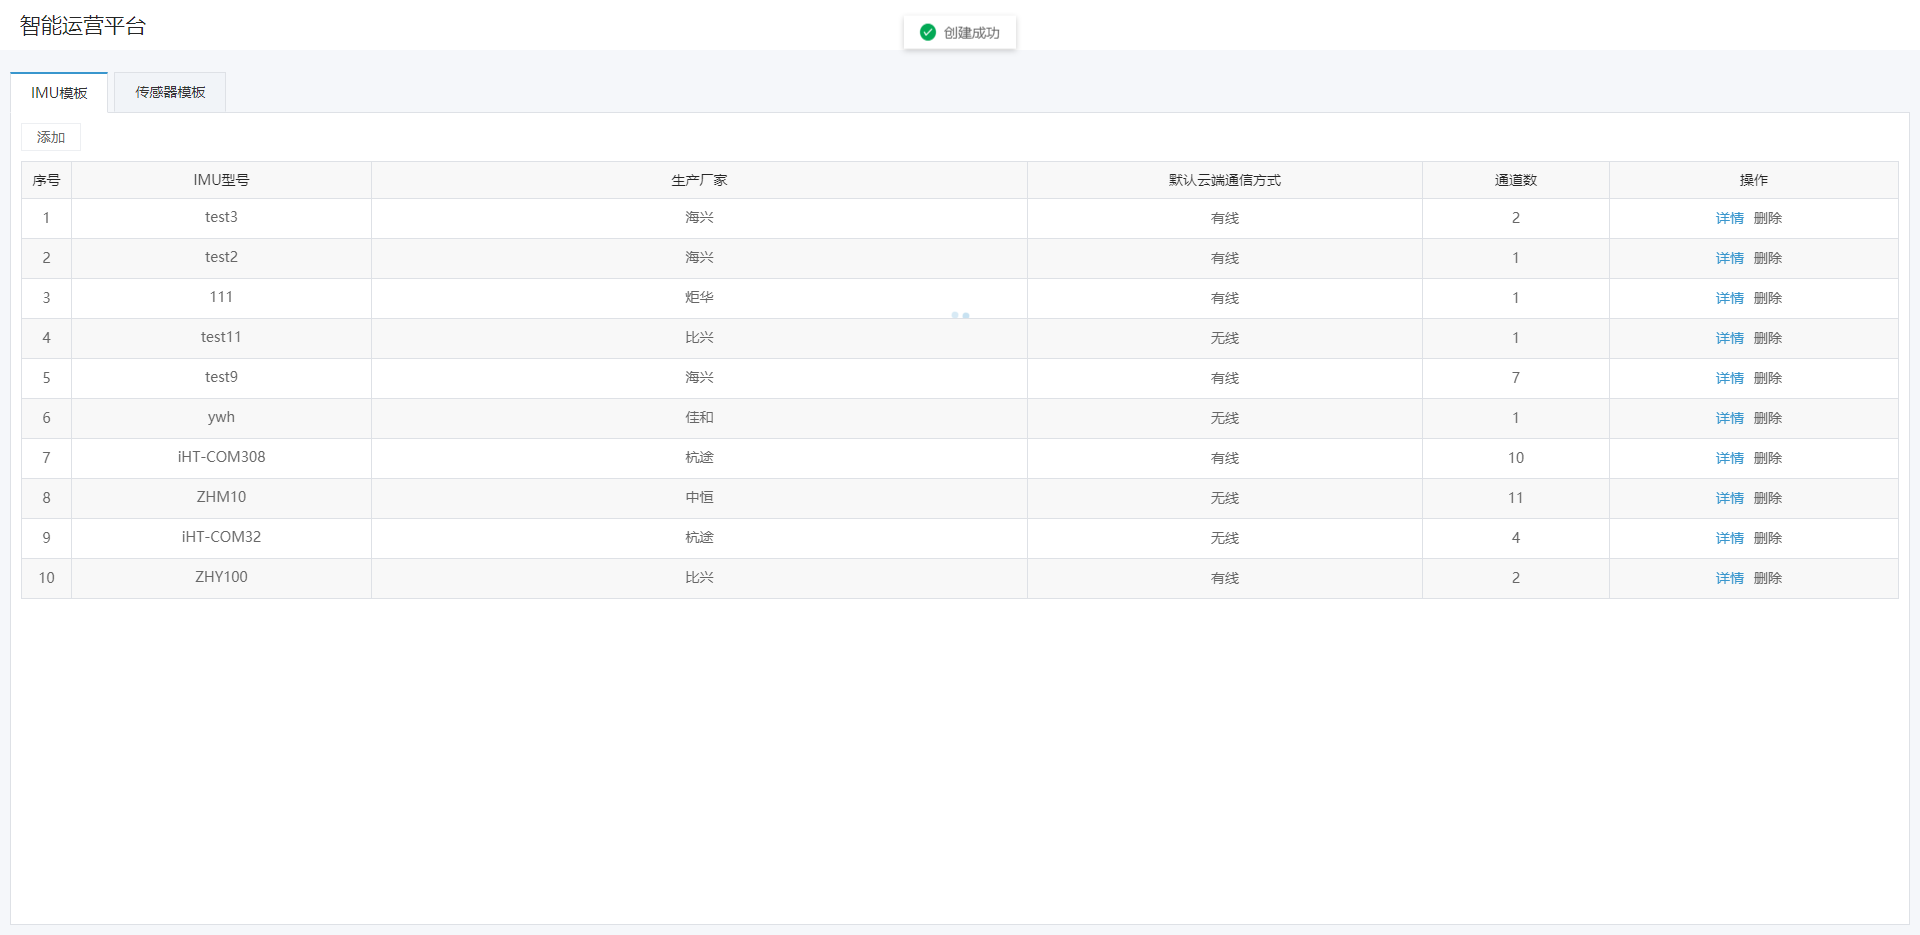 智能运营平台
创建成功
IMU模板 传感器模板
添加
序号 IMU型号 生产厂家 默认云端通信方式 通道数 操作
1 test3 海兴 有线 2 详情 删除
2 test2 海兴 有线 1 详情 删除
3 111 炬华 有线 1 详情 删除
4 test11 比兴 无线 1 详情 删除
5 test9 海兴 有线 7 详情 删除
6 ywh 佳和 无线 1 详情 删除
7 iHT-COM308 杭途 有线 10 详情 删除
8 ZHM10 中恒 无线 11 详情 删除
9 iHT-COM32 杭途 无线 4 详情 删除
10 ZHY100 比兴 有线 2 详情 删除